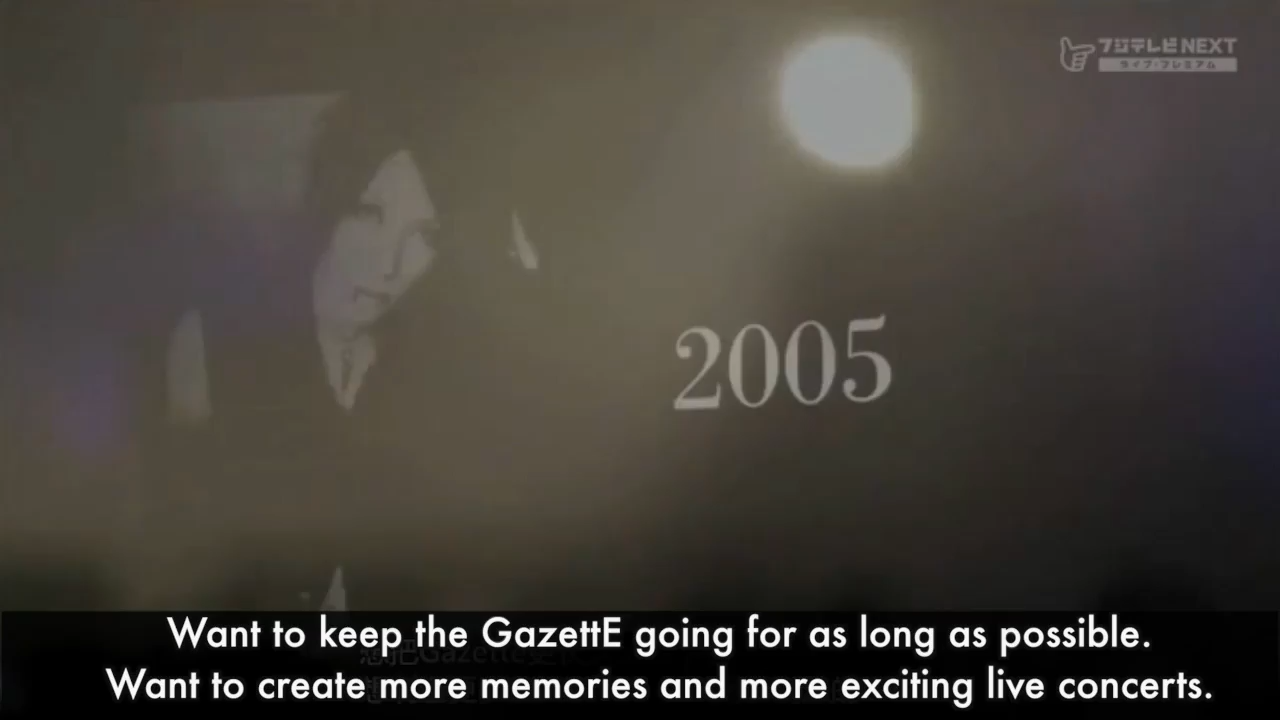 フジテレビNEXT
ライブ・プレミアム
2005
Want to keep the GazettE going for as long as possible.
Want to create more memories and more exciting live concerts.